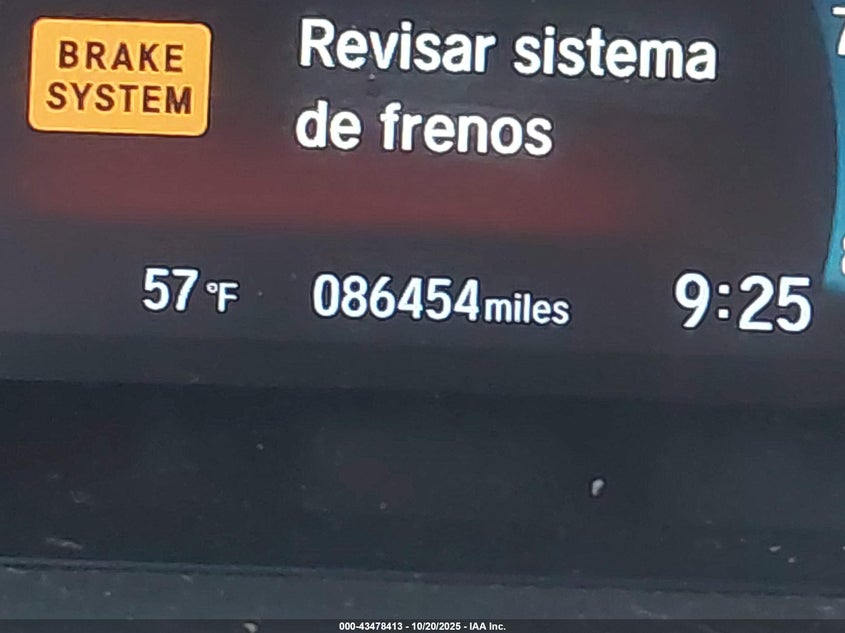 BRAKE
SYSTEM
Revisar sistema
de frenos
57 °F 086454 miles 9:25
000-43478413 - 10/20/2025 - IAA Inc.